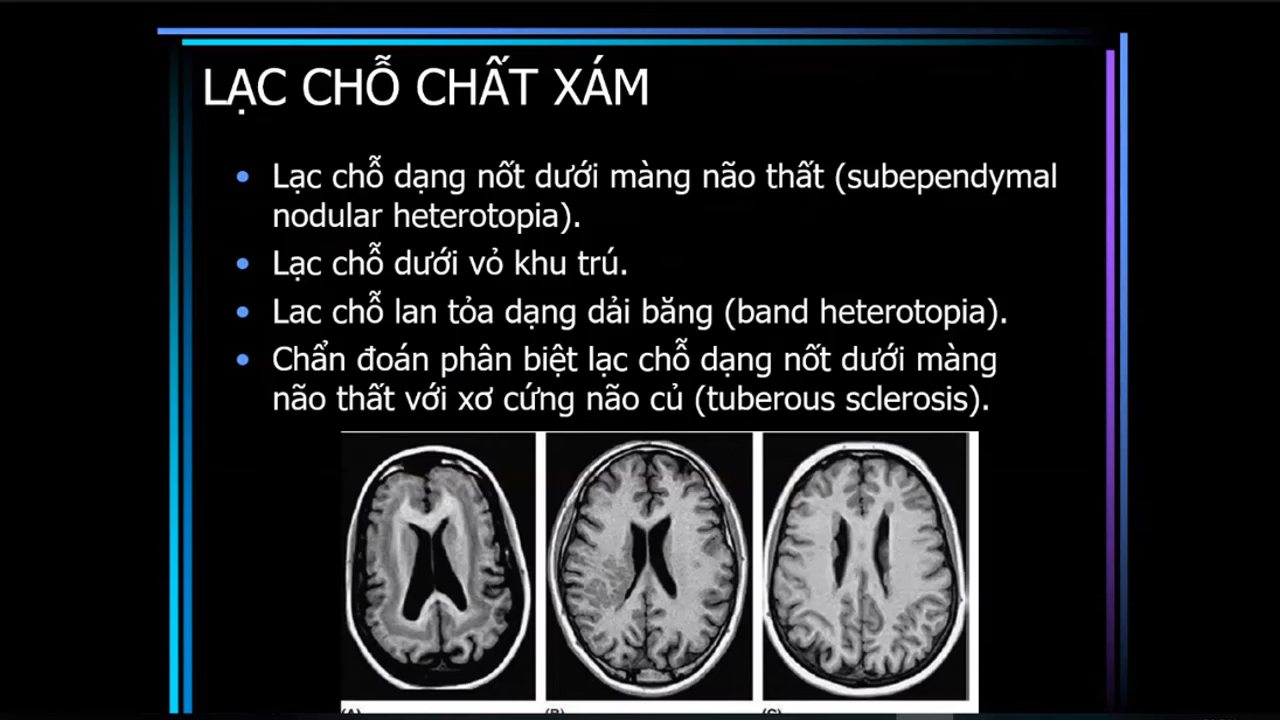 LẠC CHỖ CHẤT XÁM
• Lạc chỗ dạng nốt dưới màng não thất (subependymal
nodular heterotopia).
• Lạc chỗ dưới vỏ khu trú.
• Lac chỗ lan tỏa dạng dải băng (band heterotopia).
• Chẩn đoán phân biệt lạc chỗ dạng nốt dưới màng
não thất với xơ cứng não củ (tuberous sclerosis).
(A) (B) (C)